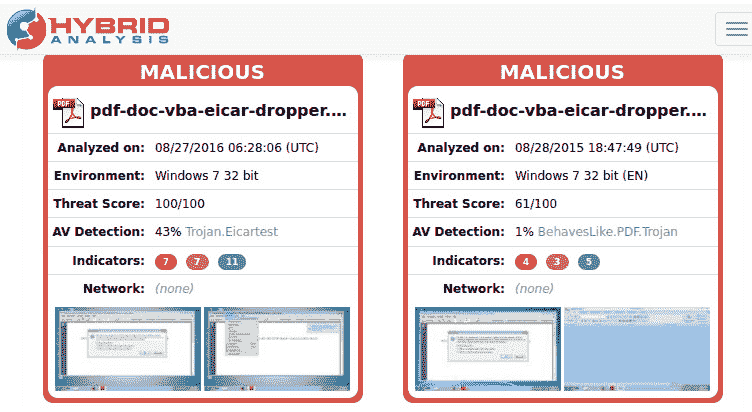 HYBRID
ANALYSIS
MALICIOUS
PDF pdf-doc-vba-eicar-dropper....
Analyzed on: 08/27/2016 06:28:06 (UTC)
Environment: Windows 7 32 bit
Threat Score: 100/100
AV Detection: 43% Trojan.Eicartest
Indicators: 7 7 11
Network: (none)
MALICIOUS
PDF pdf-doc-vba-eicar-dropper....
Analyzed on: 08/28/2015 18:47:49 (UTC)
Environment: Windows 7 32 bit (EN)
Threat Score: 61/100
AV Detection: 1% BehavesLike.PDF.Trojan
Indicators: 4 3 5
Network: (none)